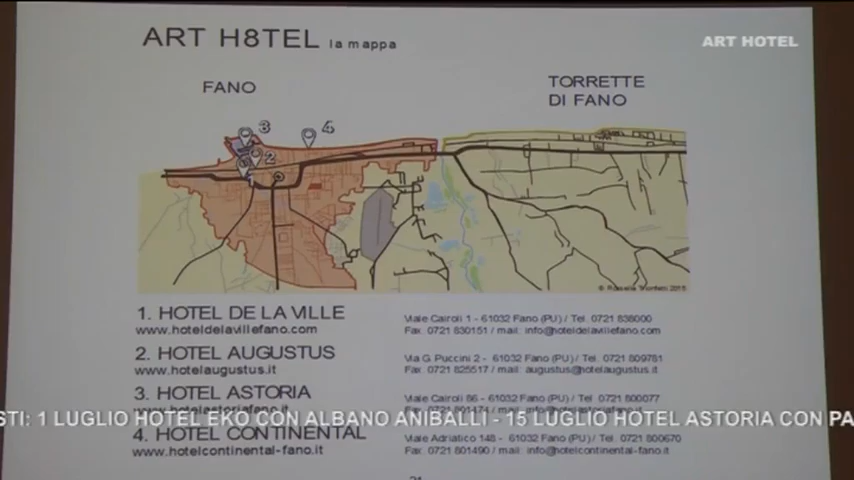 ART H8TEL la mappa
ART HOTEL
FANO
TORRETTE
DI FANO
3
4
2
1. HOTEL DE LA VILLE
www.hoteldelavillefano.com
Viale Cairoli 1 - 61032 Fano (PU) / Tel. 0721 838000
Fax. 0721 830151 / mail: info@hoteldelavillefano.com
2. HOTEL AUGUSTUS
www.hotelaugustus.it
Via G. Puccini 2 - 61032 Fano (PU) / Tel. 0721 809781
Fax. 0721 825517 / mail: augustus@hotelaugustus.it
3. HOTEL ASTORIA
Viale Cairoli 86 - 61032 Fano (PU) / Tel. 0721 800077
STI: 1 LUGLIO HOTEL EKO CON ALBANO ANIBALLI - 15 LUGLIO HOTEL ASTORIA CON PA
4. HOTEL CONTINENTAL
www.hotelcontinental-fano.it
Viale Adriatico 148 - 61032 Fano (PU) / Tel. 0721 800670
Fax. 0721 801490 / mail: info@hotelcontinental-fano.it